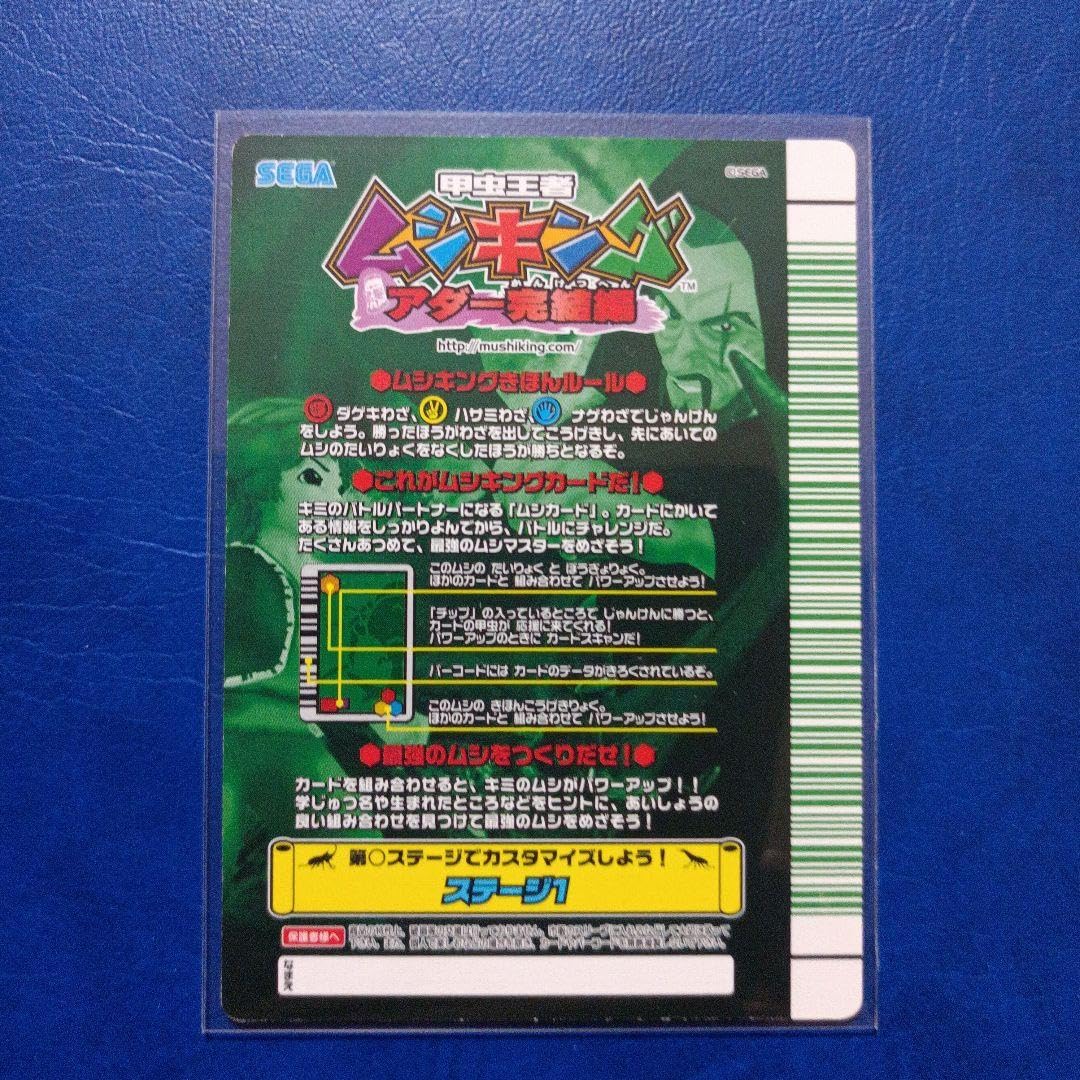 SEGA
©SEGA
甲虫王者
ムシキング
TM
アダー完結編
http://mushiking.com/
ムシキングきほんルール
ダゲキわざ、 ハサミわざ、 ナゲわざでじゃんけん
をしよう。勝ったほうがわざを出してこうげきし、先にあいての
ムシのたいりょくをなくしたほうが勝ちとなるぞ。
これがムシキングカードだ!
キミのバトルパートナーになる「ムシカード」。カードにかいて
ある情報をしっかりよんでから、バトルにチャレンジだ。
たくさんあつめて、最強のムシマスターをめざそう!
このムシの たいりょく と ぼうぎょりょく。
ほかのカードと 組み合わせて パワーアップさせよう!
「チップ」の入っているところで じゃんけんに勝つと、
カードの甲虫が 応援に来てくれる!
パワーアップのときに カードスキャンだ!
バーコードには カードのデータがきろくされているぞ。
このムシの きほんこうげきりょく。
ほかのカードと 組み合わせて パワーアップさせよう!
最強のムシをつくりだせ!
カードを組み合わせると、キミのムシがパワーアップ!!
学じゅつ名や生まれたところなどをヒントに、あいしょうの
良い組み合わせを見つけて最強のムシをめざそう!
第○ステージでカスタマイズしよう!
ステージ1
保護者様へ
なまえ